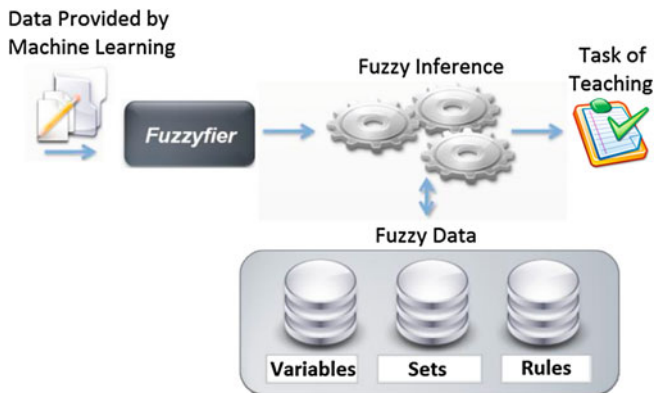 Data Provided by
Machine Learning
Fuzzyfier
Fuzzy Inference
Task of
Teaching
Fuzzy Data
Variables
Sets
Rules